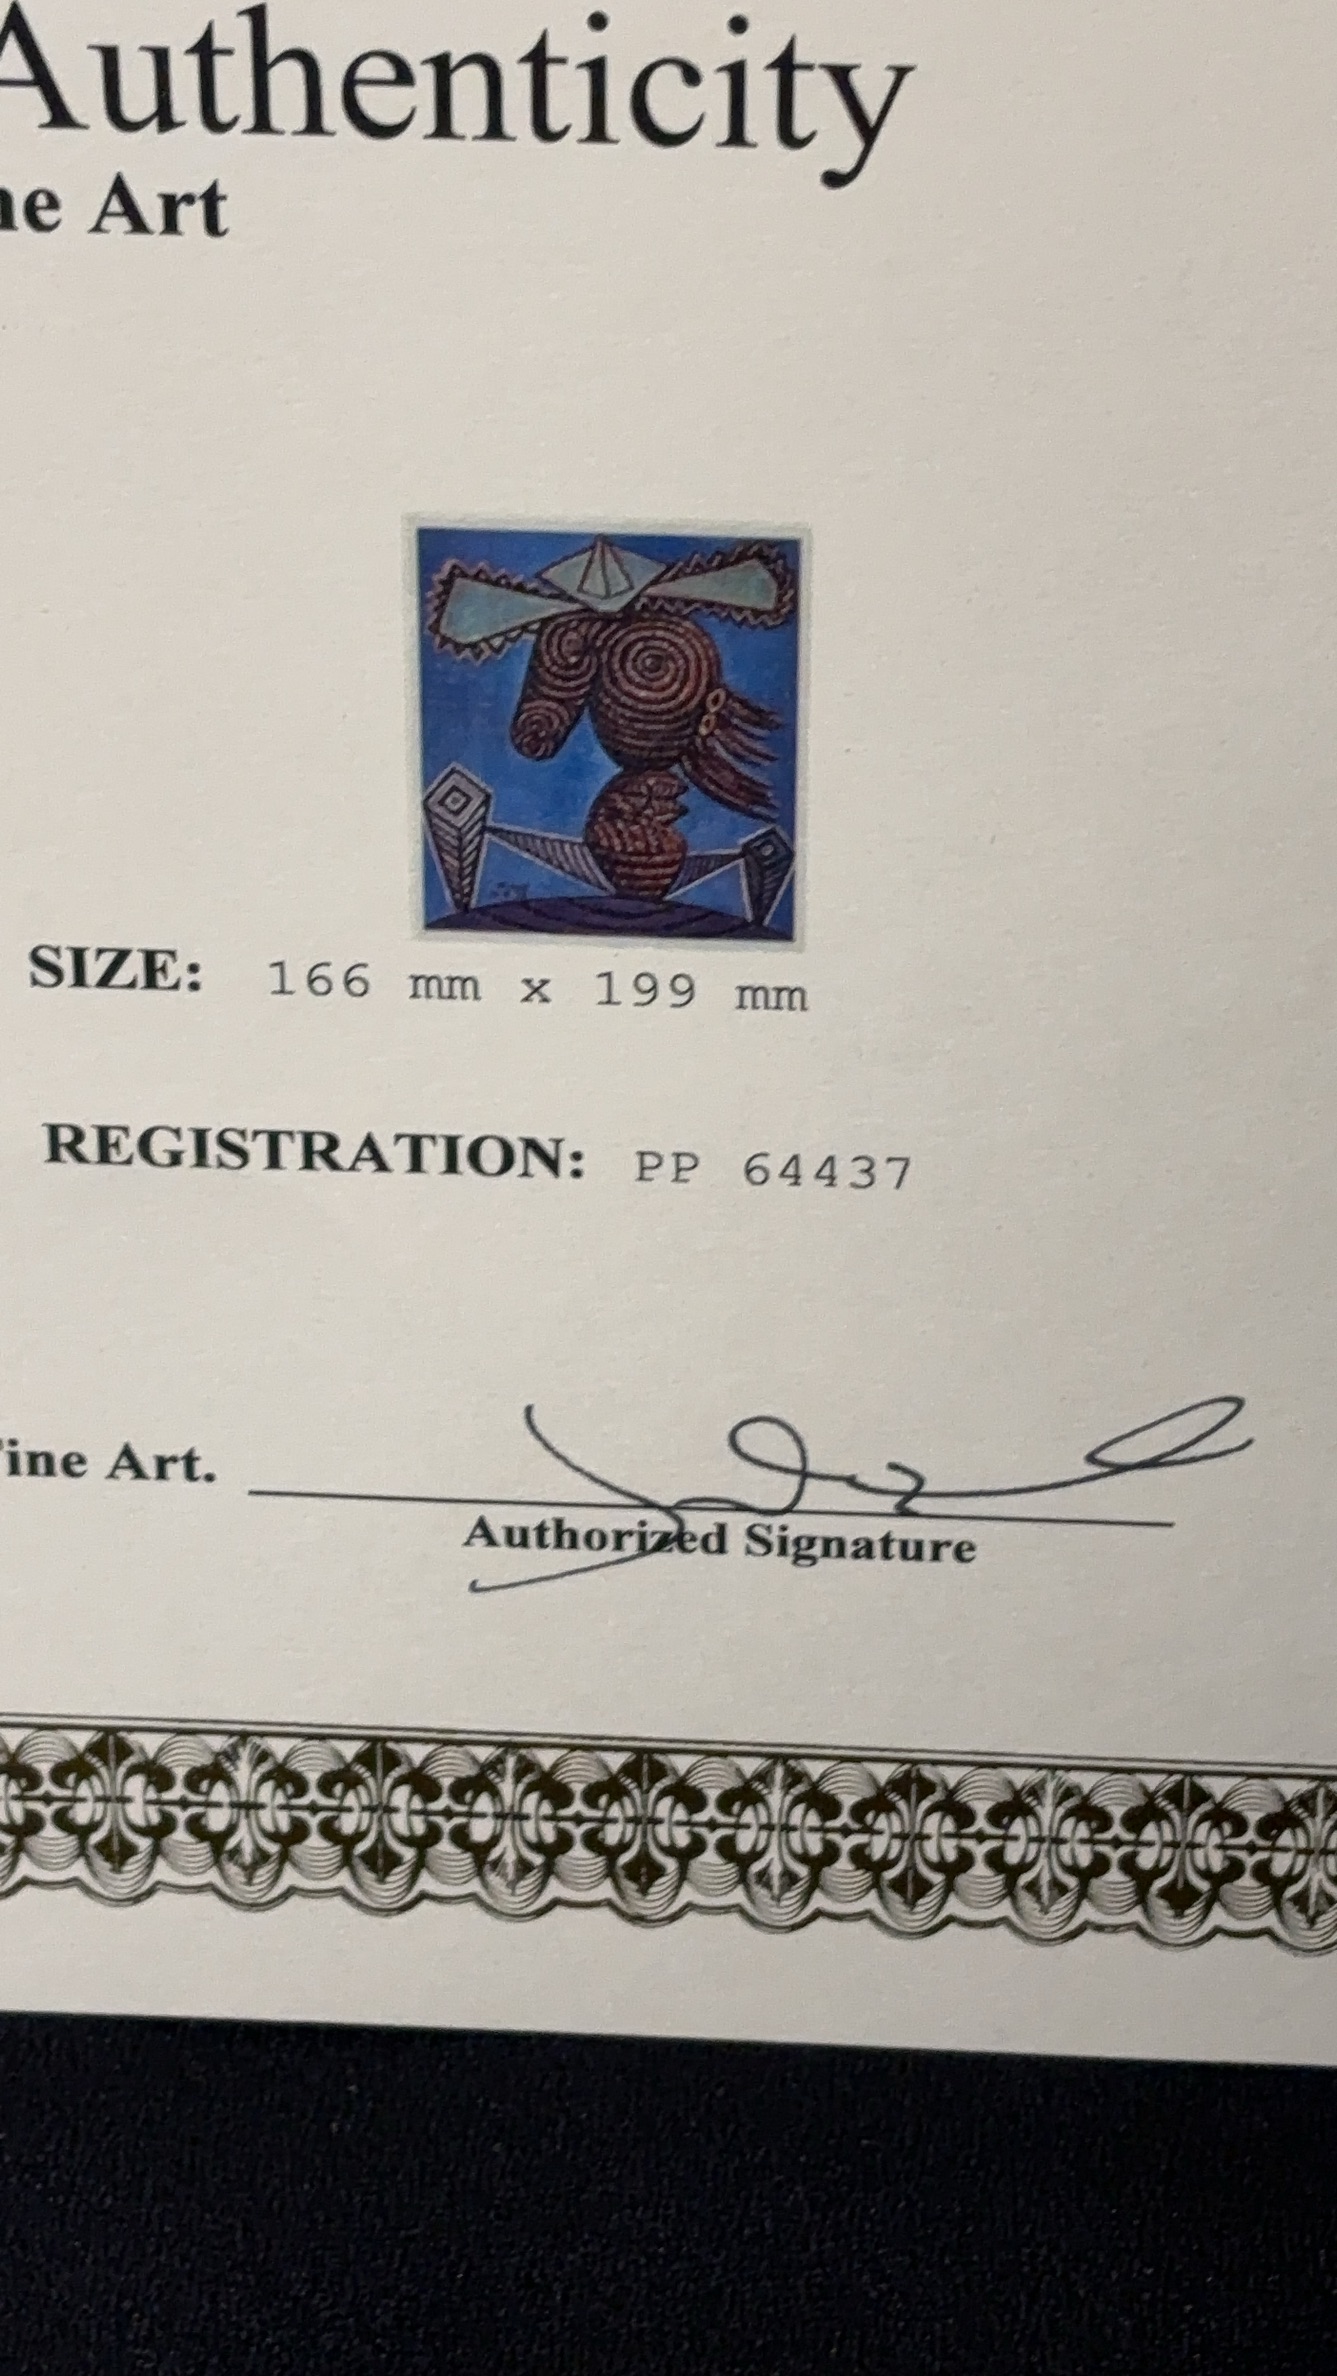 Authenticity
ne Art
SIZE: 166 mm x 199 mm
REGISTRATION: PP 64437
ine Art.
Authorized Signature